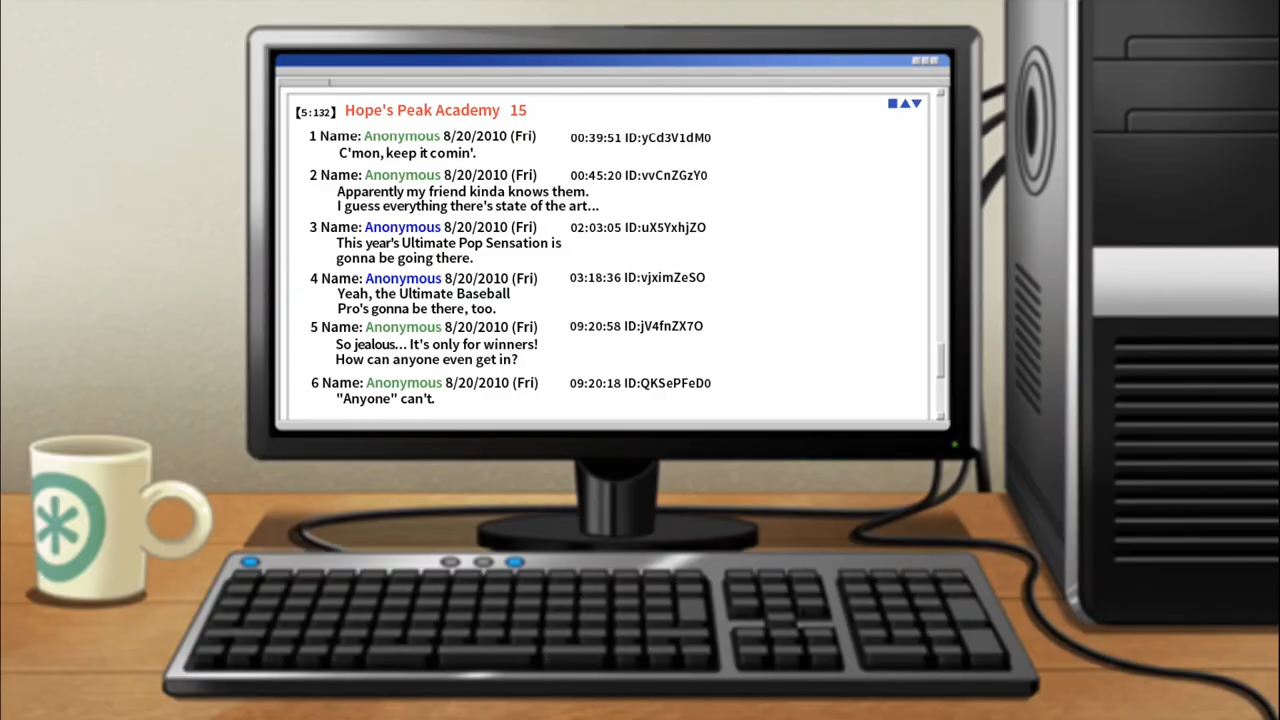 【5:132】 Hope's Peak Academy 15
1 Name: Anonymous 8/20/2010 (Fri) 00:39:51 ID:yCd3V1dM0
C'mon, keep it comin'.
2 Name: Anonymous 8/20/2010 (Fri) 00:45:20 ID:vvCnZGzY0
Apparently my friend kinda knows them.
I guess everything there's state of the art...
3 Name: Anonymous 8/20/2010 (Fri) 02:03:05 ID:uX5YxhjZO
This year's Ultimate Pop Sensation is
gonna be going there.
4 Name: Anonymous 8/20/2010 (Fri) 03:18:36 ID:vjximZeSO
Yeah, the Ultimate Baseball
Pro's gonna be there, too.
5 Name: Anonymous 8/20/2010 (Fri) 09:20:58 ID:jV4fnZX7O
So jealous... It's only for winners!
How can anyone even get in?
6 Name: Anonymous 8/20/2010 (Fri) 09:20:18 ID:QKSePFeD0
"Anyone" can't.